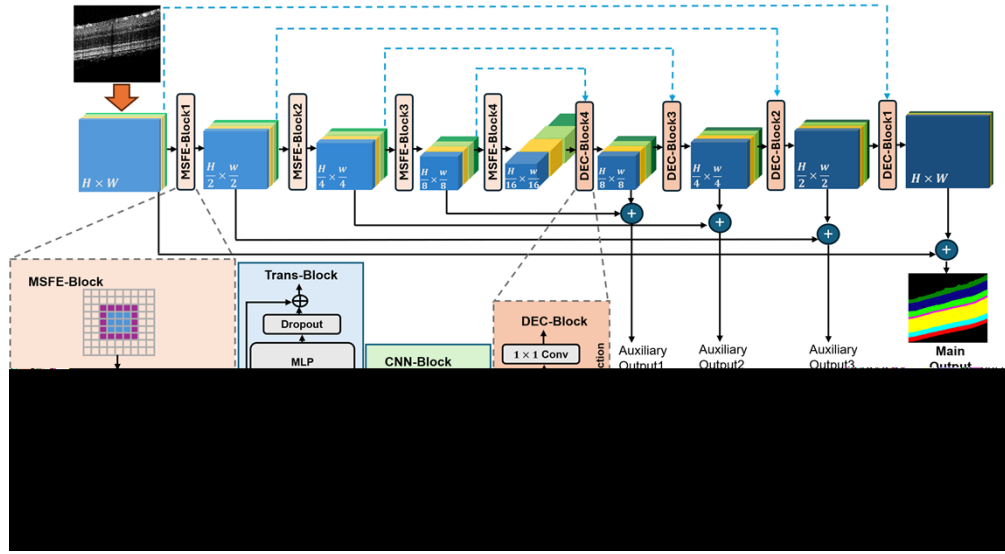 MSFE-Block1
MSFE-Block2
MSFE-Block3
MSFE-Block4
DEC-Block4
DEC-Block3
DEC-Block2
DEC-Block1
H × W
H/2 × w/2
H/4 × w/4
H/8 × w/8
H/16 × w/16
H/8 × w/8
H/4 × w/4
H/2 × w/2
H × W
+
+
+
+
MSFE-Block
Trans-Block
Dropout
MLP
CNN-Block
DEC-Block
1 × 1 Conv
Auxiliary
Output1
Auxiliary
Output2
Auxiliary
Output3
Main
Output